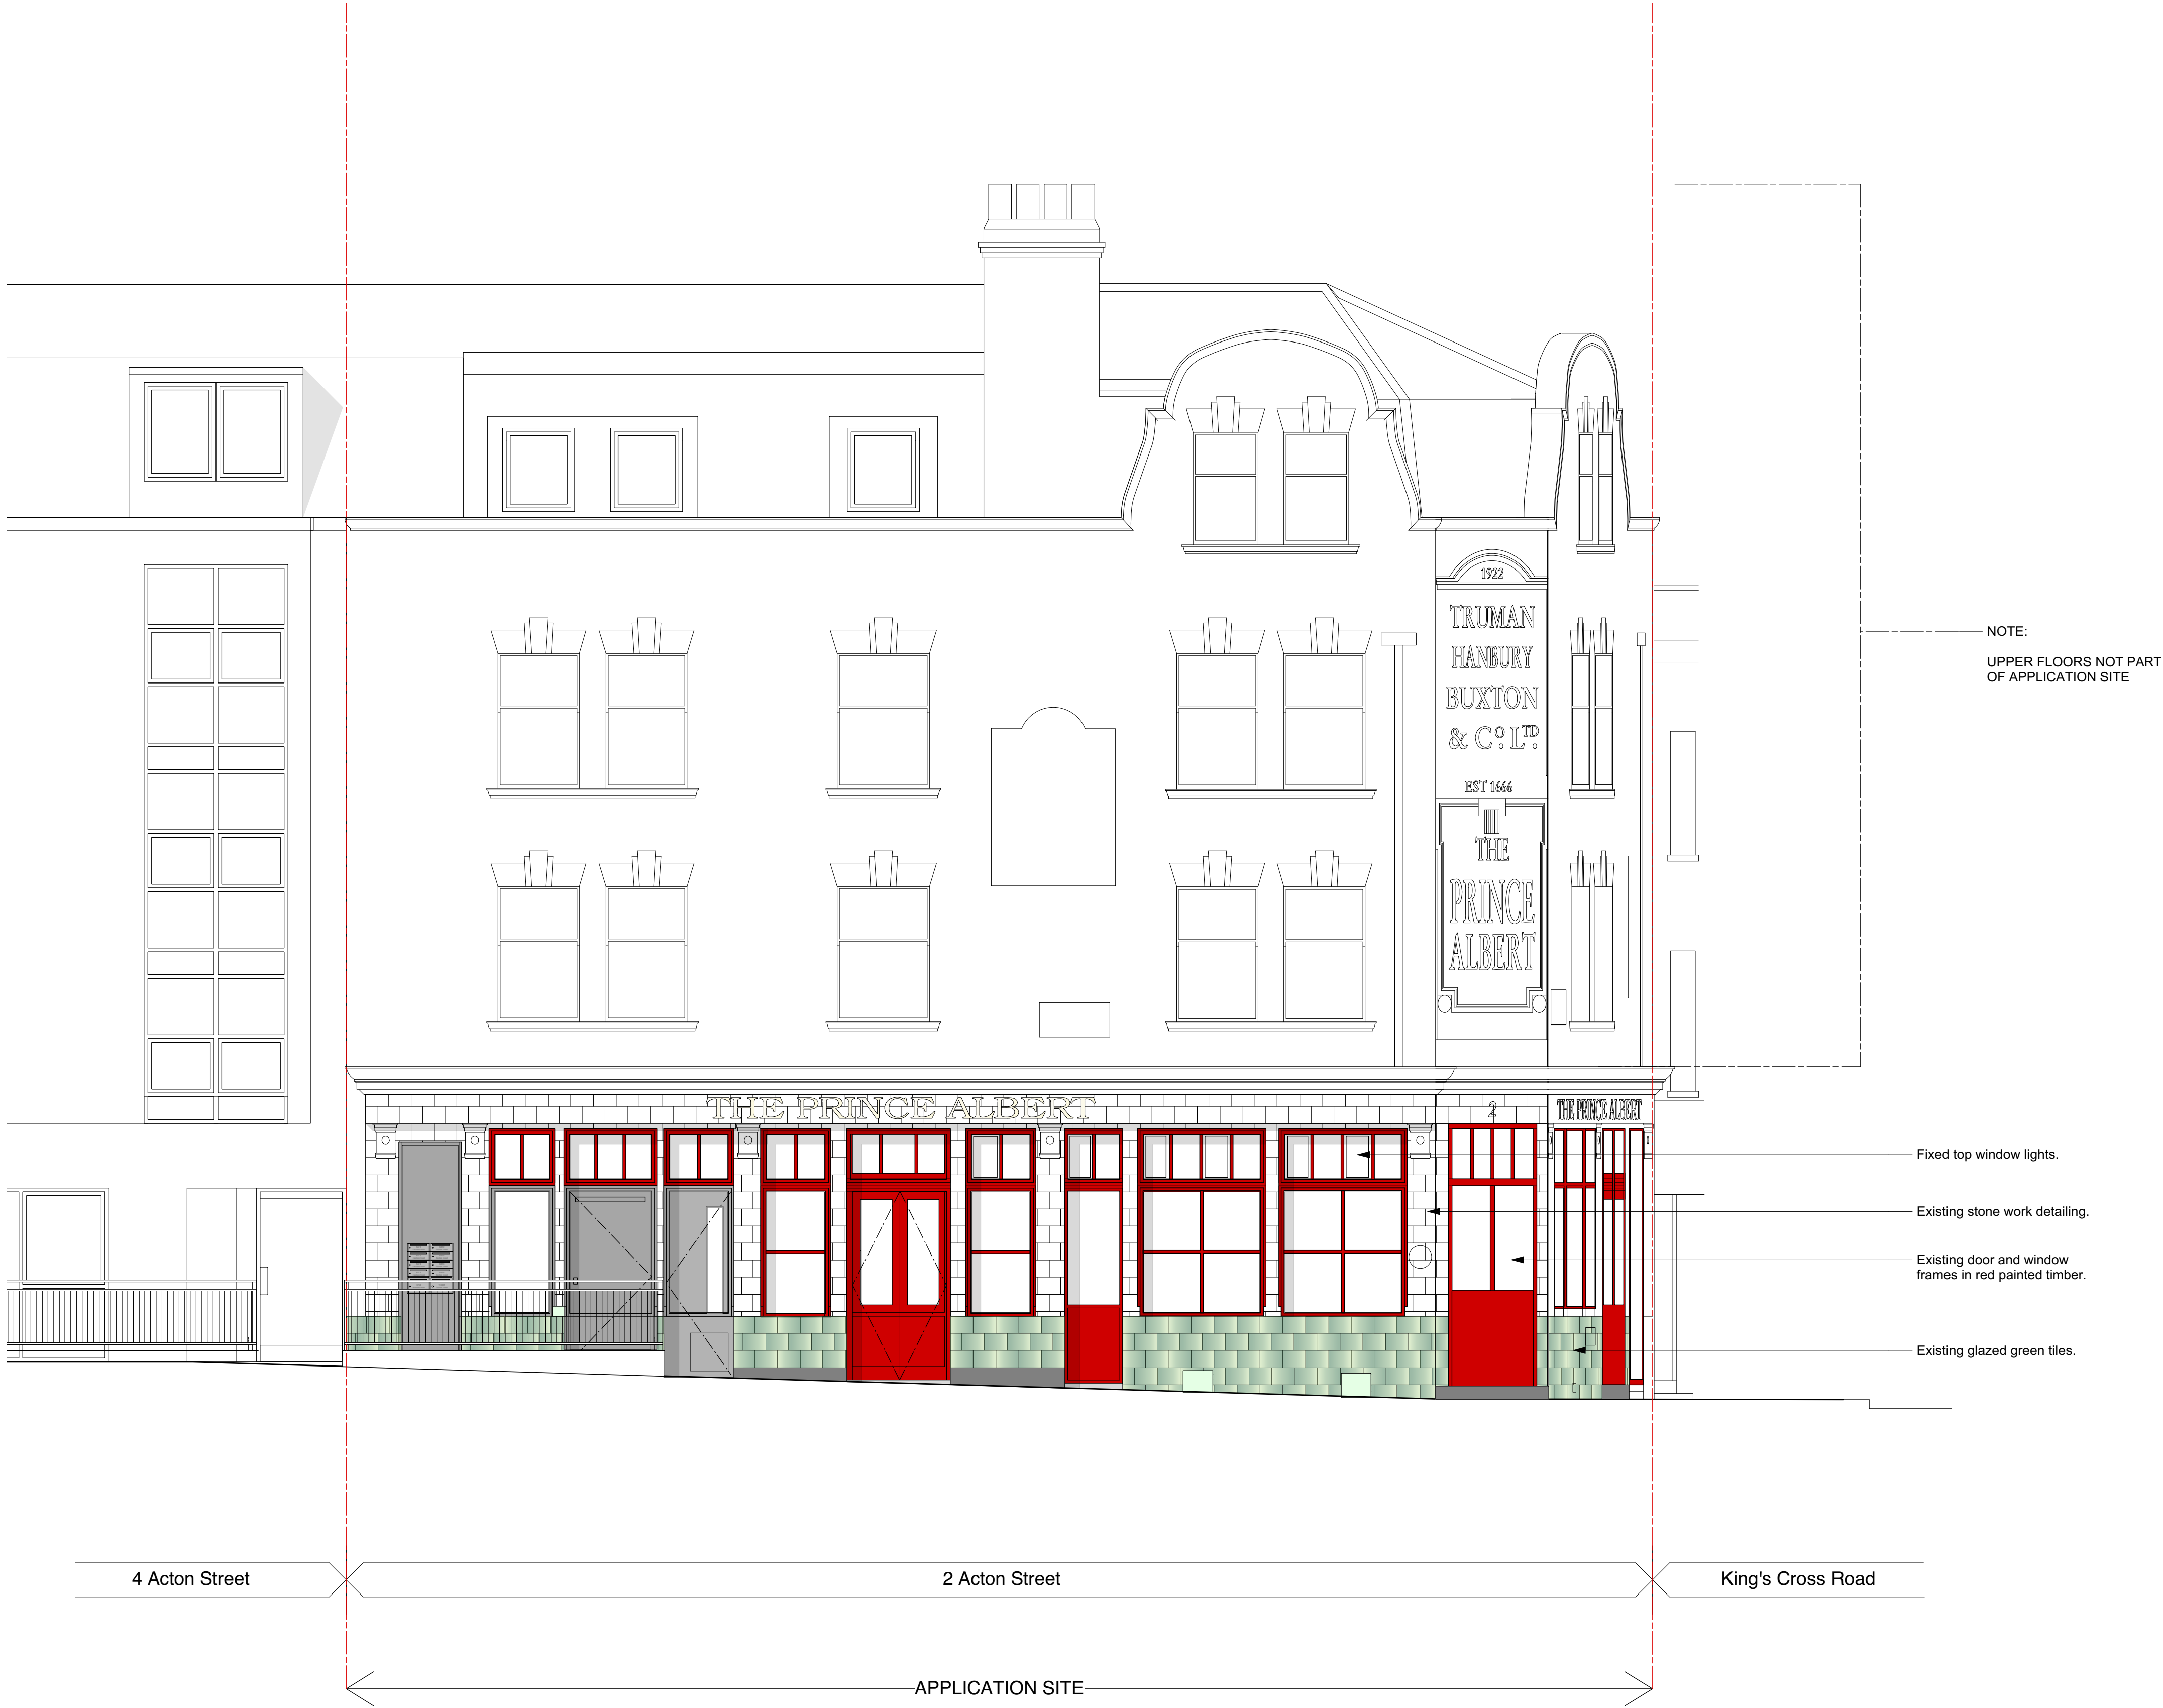 1922
TRUMAN
HANBURY
BUXTON
& Cº. Lᵀᴰ.
EST 1666
THE
PRINCE
ALBERT
NOTE:
UPPER FLOORS NOT PART
OF APPLICATION SITE
THE PRINCE ALBERT
2
THE PRINCE ALBERT
Fixed top window lights.
Existing stone work detailing.
Existing door and window
frames in red painted timber.
Existing glazed green tiles.
4 Acton Street
2 Acton Street
King's Cross Road
APPLICATION SITE